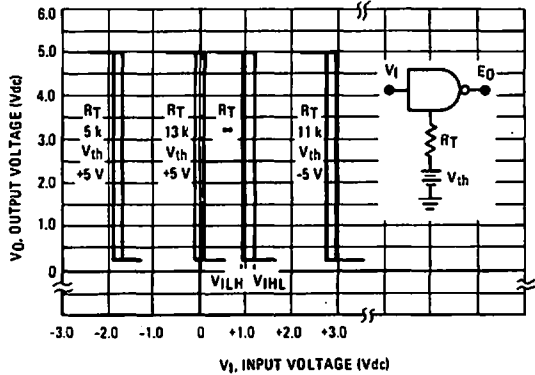 6.0
5.0
4.0
3.0
2.0
1.0
0
VO, OUTPUT VOLTAGE (Vdc)
RT
5 k
Vth
+5 V
RT
13 k
Vth
+5 V
RT
∞
RT
11 k
Vth
-5 V
VI
EO
RT
Vth
VILH
VIHL
-3.0
-2.0
-1.0
0
+1.0
+2.0
+3.0
VI, INPUT VOLTAGE (Vdc)